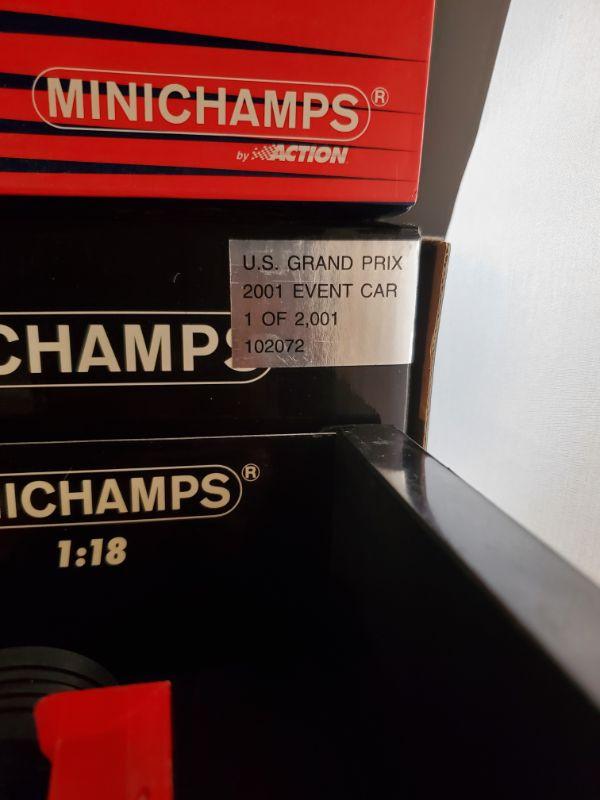 MINICHAMPS®
by ACTION
U.S. GRAND PRIX
2001 EVENT CAR
1 OF 2,001
102072
CHAMPS
ICHAMPS®
1:18